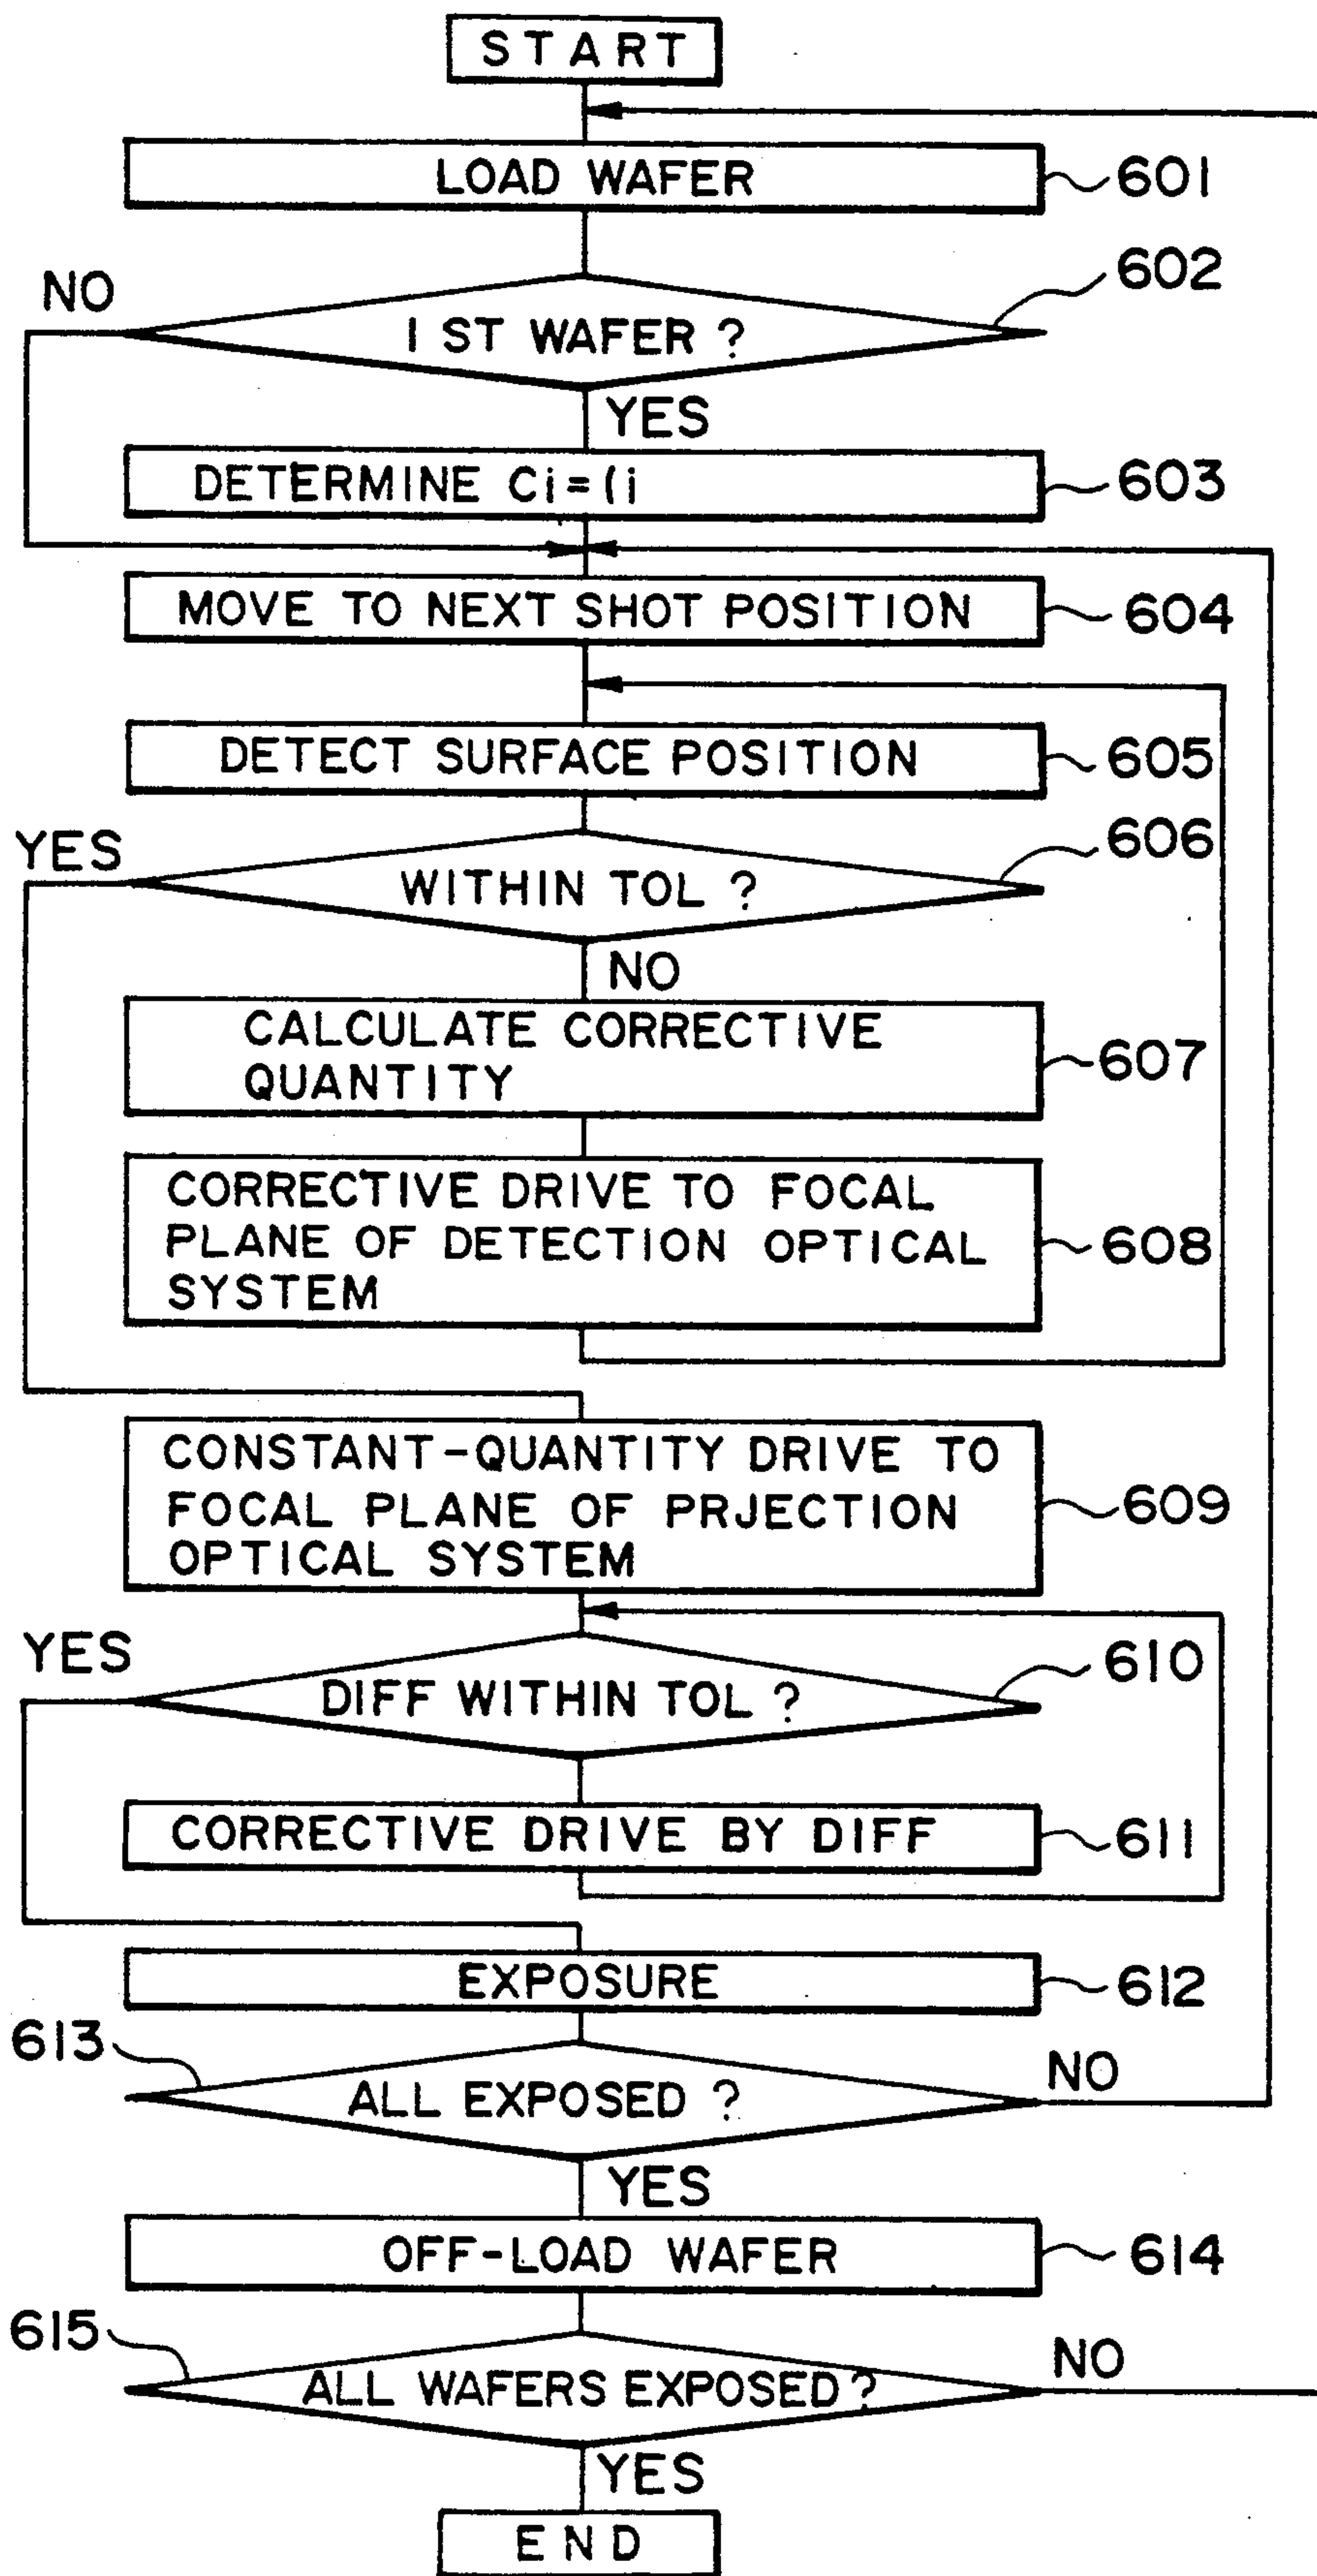 START
LOAD WAFER
601
602
NO
1 ST WAFER ?
YES
DETERMINE Ci=(i
603
MOVE TO NEXT SHOT POSITION
604
DETECT SURFACE POSITION
605
606
YES
WITHIN TOL ?
NO
CALCULATE CORRECTIVE
QUANTITY
607
CORRECTIVE DRIVE TO FOCAL
PLANE OF DETECTION OPTICAL
SYSTEM
608
CONSTANT-QUANTITY DRIVE TO
FOCAL PLANE OF PRJECTION
OPTICAL SYSTEM
609
YES
610
DIFF WITHIN TOL ?
CORRECTIVE DRIVE BY DIFF
611
EXPOSURE
612
613
ALL EXPOSED ?
NO
YES
OFF-LOAD WAFER
614
615
ALL WAFERS EXPOSED?
NO
YES
END